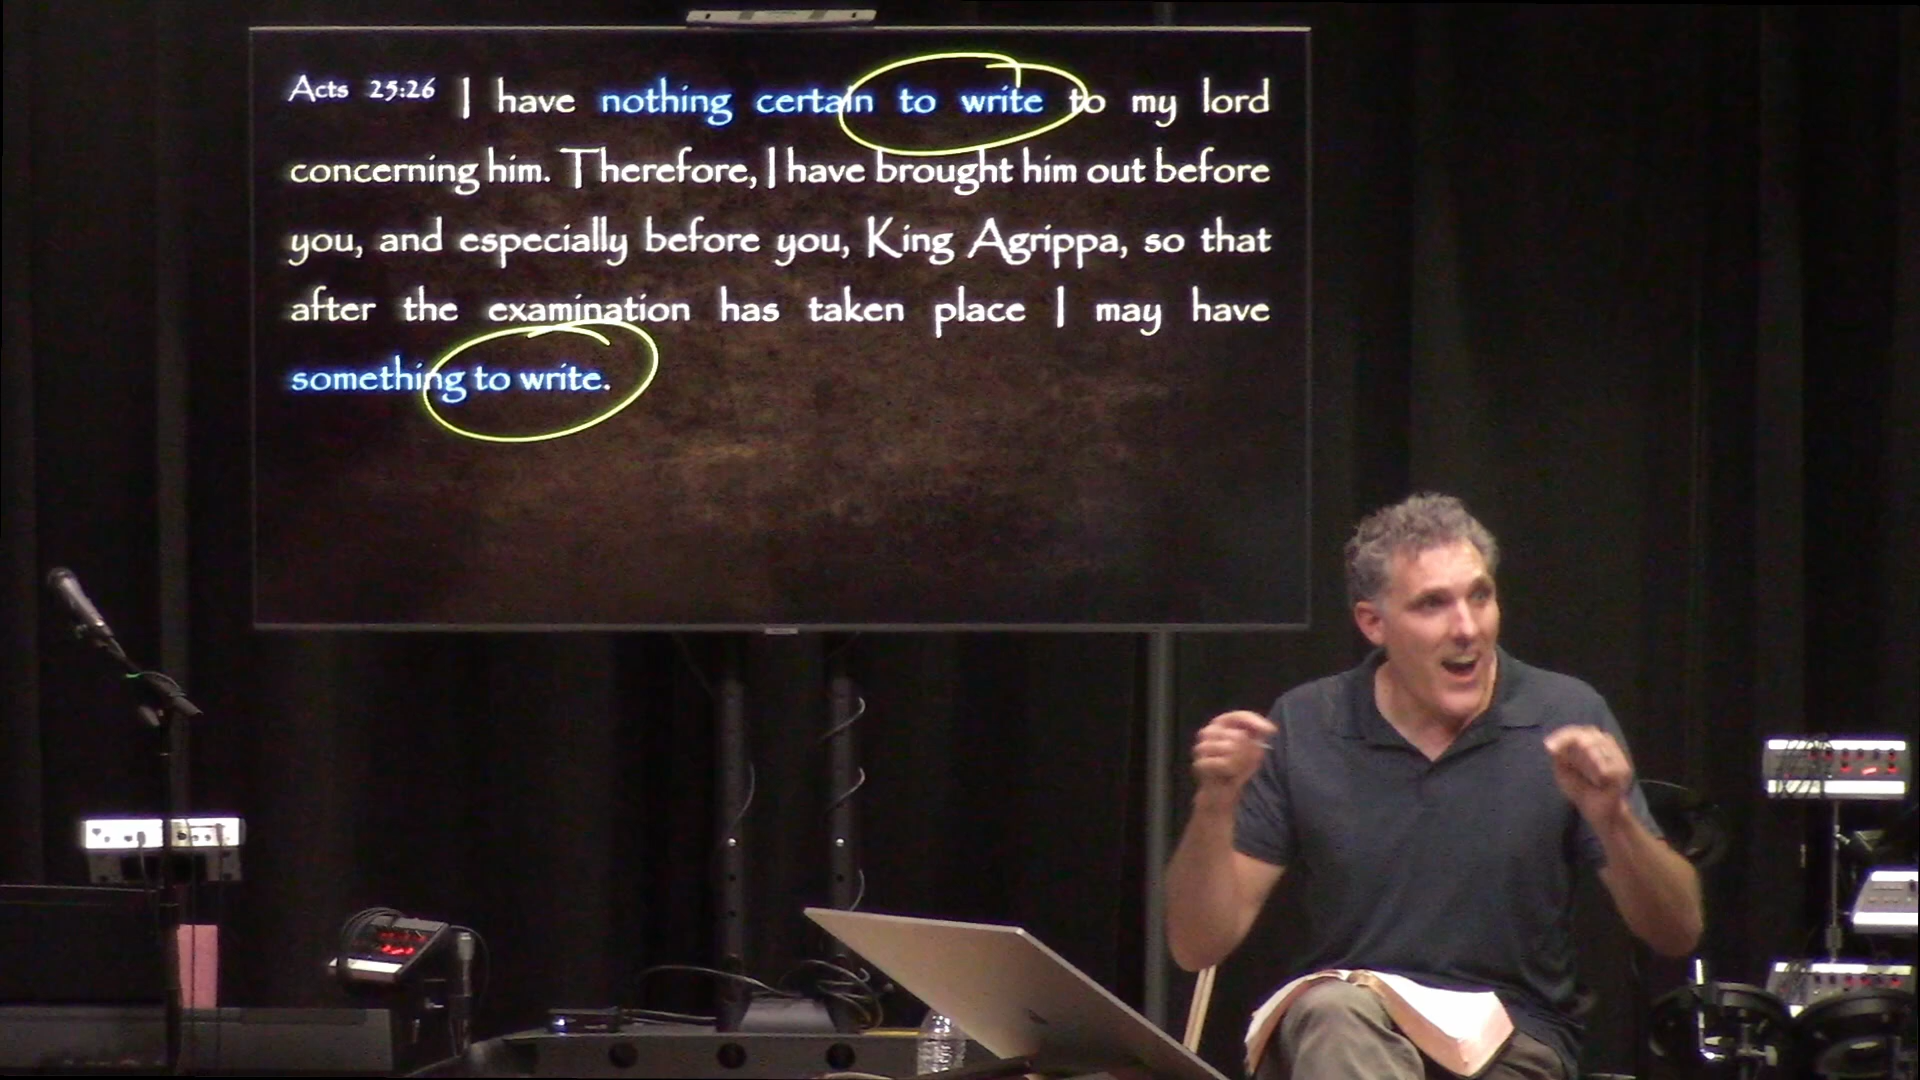 Acts 25:26 I have nothing certain to write to my lord
concerning him. Therefore, I have brought him out before
you, and especially before you, King Agrippa, so that
after the examination has taken place I may have
something to write.